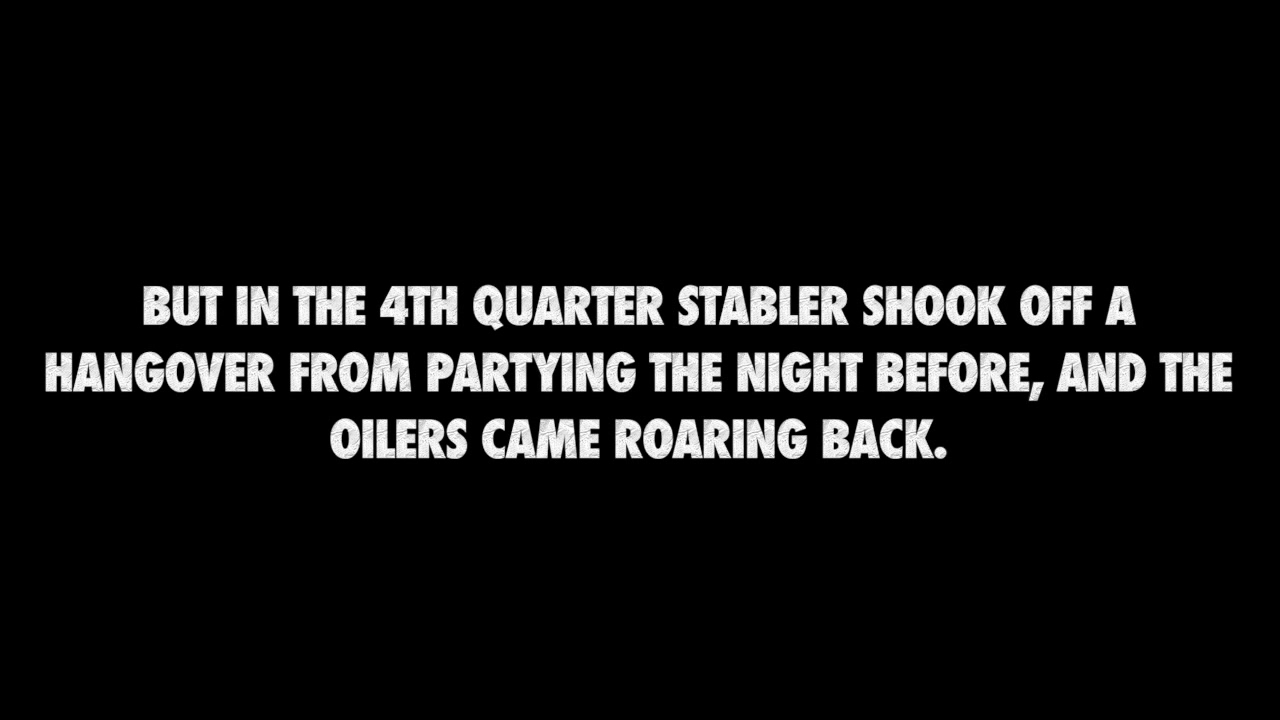 BUT IN THE 4TH QUARTER STABLER SHOOK OFF A
HANGOVER FROM PARTYING THE NIGHT BEFORE, AND THE
OILERS CAME ROARING BACK.